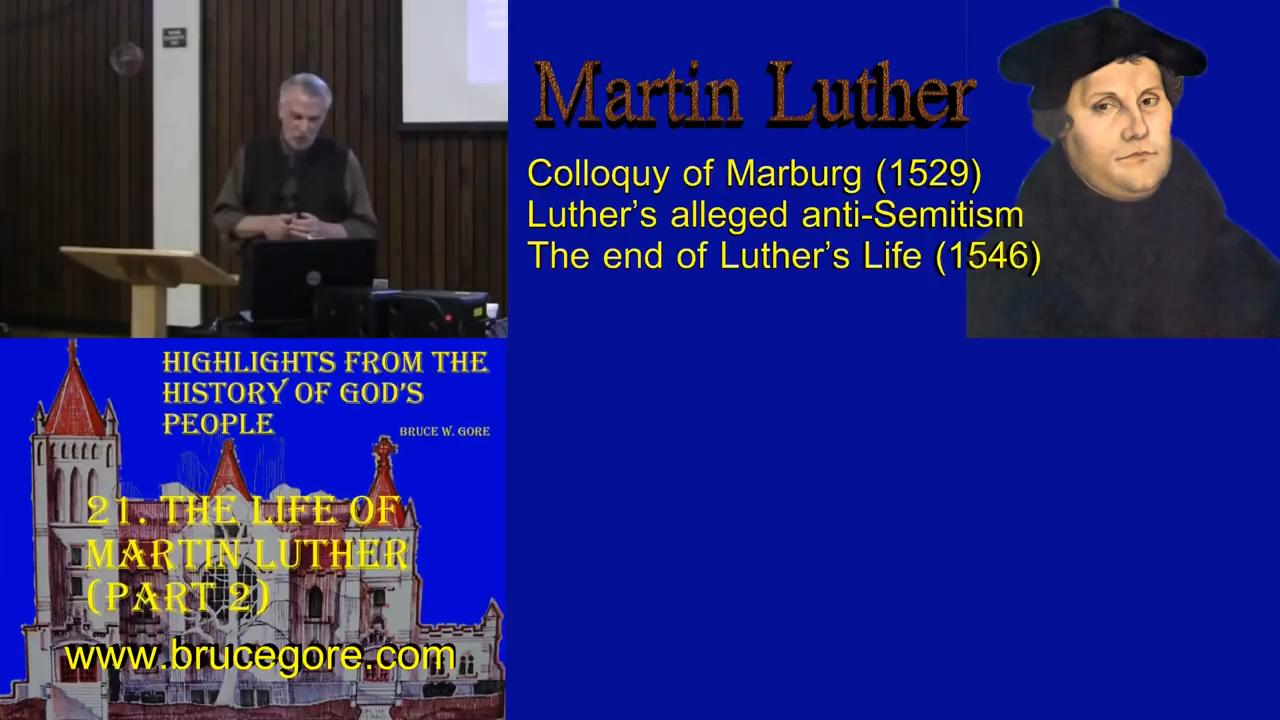 Martin Luther
Colloquy of Marburg (1529)
Luther's alleged anti-Semitism
The end of Luther's Life (1546)
HIGHLIGHTS FROM THE
HISTORY OF GOD'S
PEOPLE
BRUCE W. GORE
21. THE LIFE OF
MARTIN LUTHER
(PART 2)
www.brucegore.com